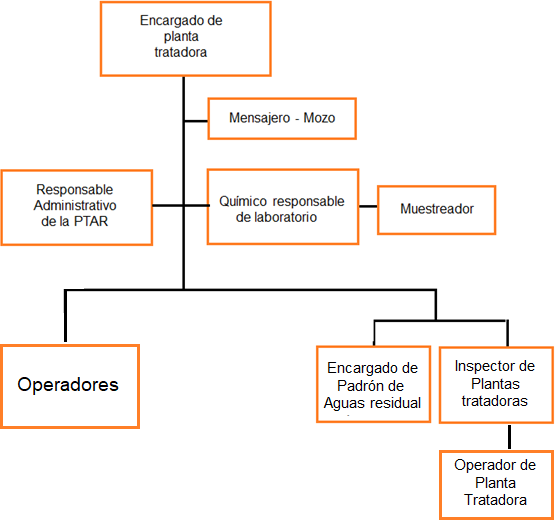 Encargado de
planta
tratadora
Mensajero - Mozo
Responsable
Administrativo
de la PTAR
Químico responsable
de laboratorio
Muestreador
Operadores
Encargado de
Padrón de
Aguas residual
Inspector de
Plantas
tratadoras
Operador de
Planta
Tratadora